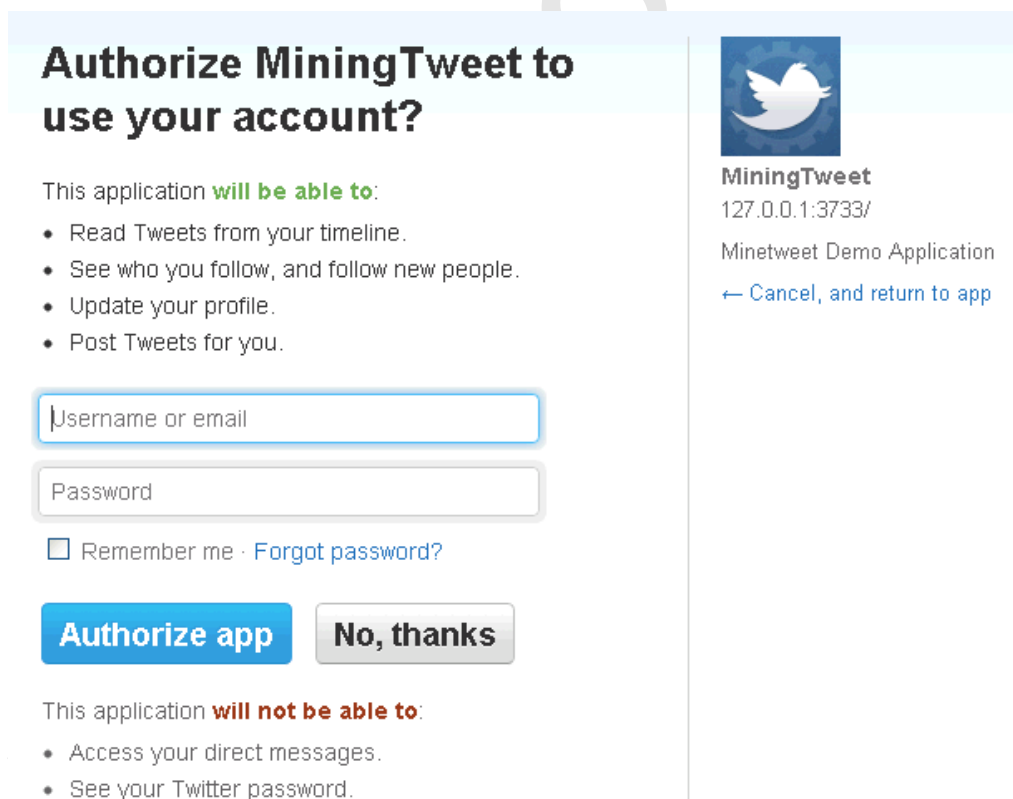 Authorize MiningTweet to
use your account?
This application will be able to:
• Read Tweets from your timeline.
• See who you follow, and follow new people.
• Update your profile.
• Post Tweets for you.
Username or email
Password
Remember me · Forgot password?
Authorize app
No, thanks
This application will not be able to:
• Access your direct messages.
• See your Twitter password.
MiningTweet
127.0.0.1:3733/
Minetweet Demo Application
← Cancel, and return to app